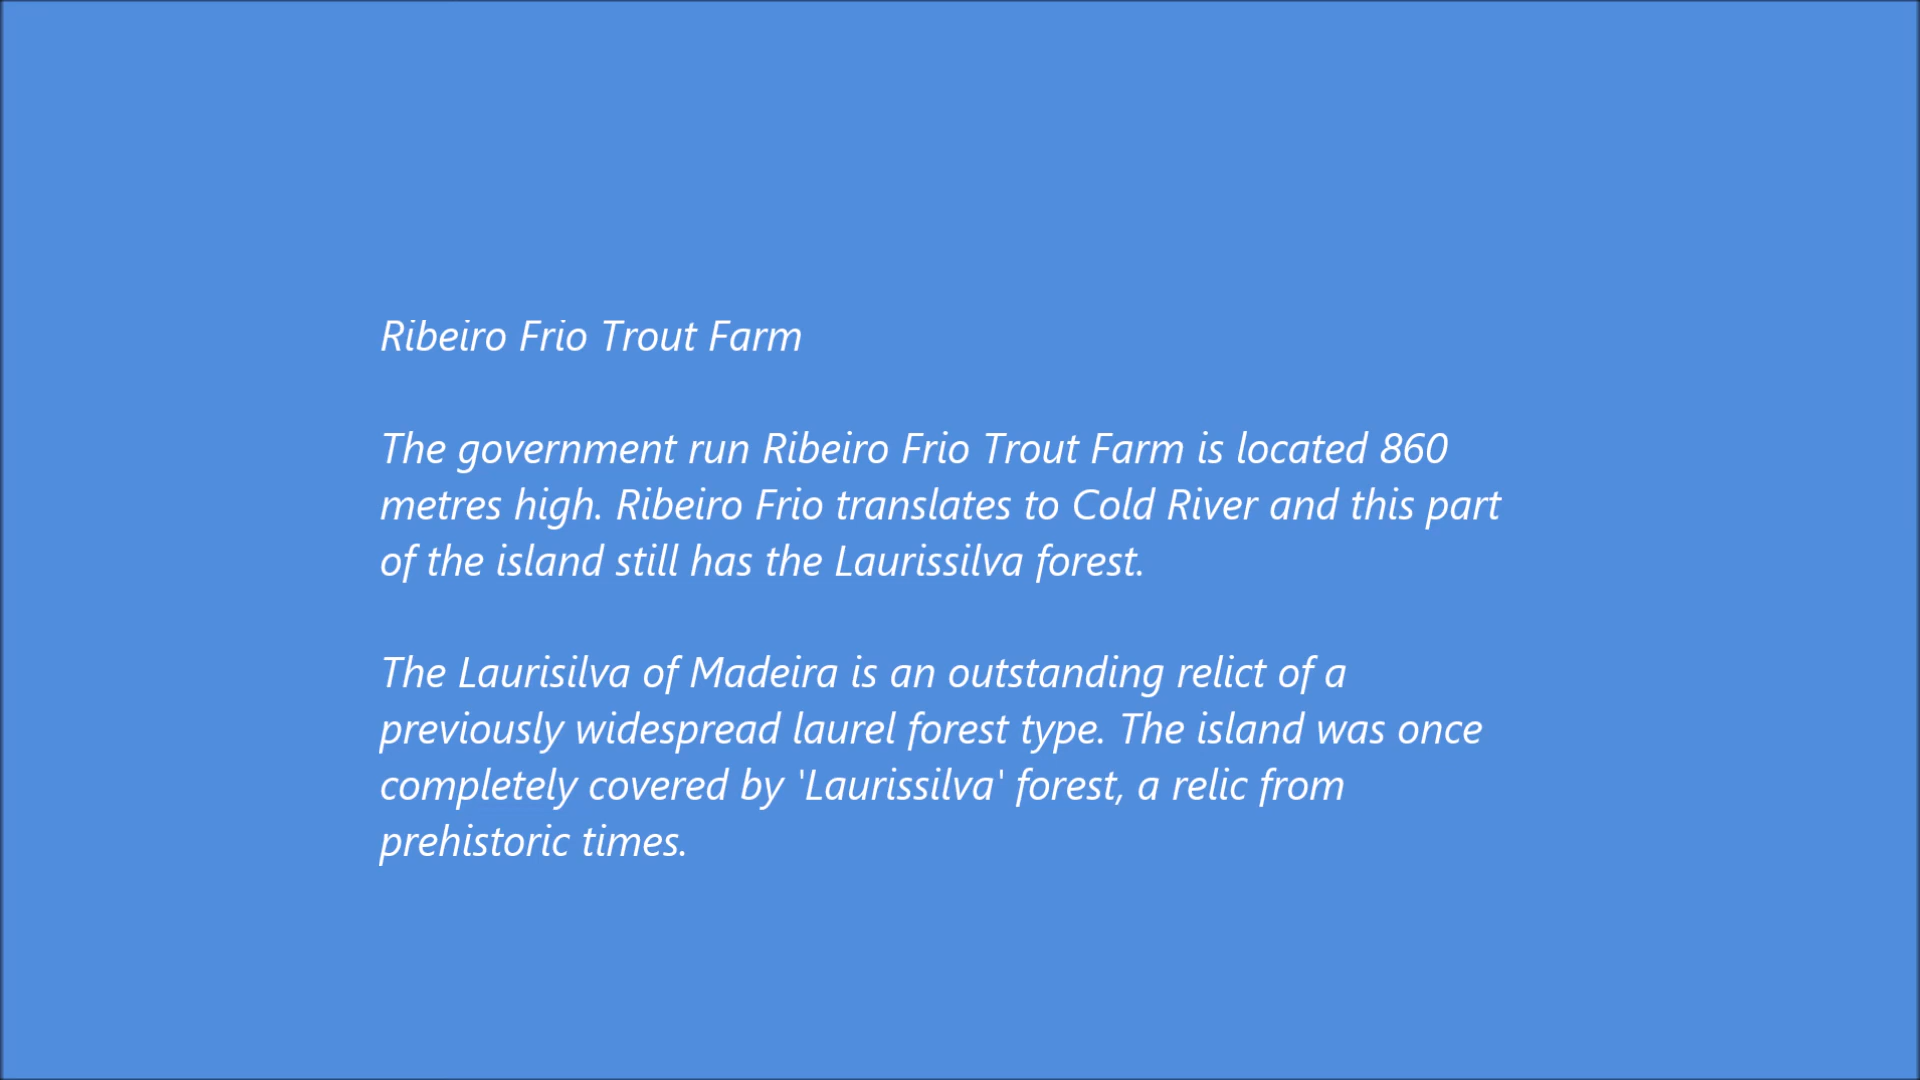 Ribeiro Frio Trout Farm
The government run Ribeiro Frio Trout Farm is located 860
metres high. Ribeiro Frio translates to Cold River and this part
of the island still has the Laurissilva forest.
The Laurisilva of Madeira is an outstanding relict of a
previously widespread laurel forest type. The island was once
completely covered by 'Laurissilva' forest, a relic from
prehistoric times.